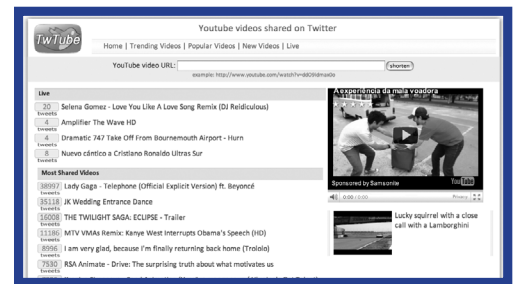 TwTube
Youtube videos shared on Twitter
Home | Trending Videos | Popular Videos | New Videos | Live
YouTube video URL:
shorten
example: http://www.youtube.com/watch?v=dd09idmax0o
Live
20 tweets
Selena Gomez - Love You Like A Love Song Remix (DJ Reidiculous)
4 tweets
Amplifier The Wave HD
4 tweets
Dramatic 747 Take Off From Bournemouth Airport - Hurn
8 tweets
Nuevo cántico a Cristiano Ronaldo Ultras Sur
Most Shared Videos
38997 tweets
Lady Gaga - Telephone (Official Explicit Version) ft. Beyoncé
35118 tweets
JK Wedding Entrance Dance
16008 tweets
THE TWILIGHT SAGA: ECLIPSE - Trailer
11186 tweets
MTV VMAs Remix: Kanye West Interrupts Obama's Speech (HD)
8996 tweets
I am very glad, because I'm finally returning back home (Trololo)
7530 tweets
RSA Animate - Drive: The surprising truth about what motivates us
A experiência da mala voadora
Sponsored by Samsonite
YouTube
0:00 / 0:00
Privacy
Lucky squirrel with a close
call with a Lamborghini